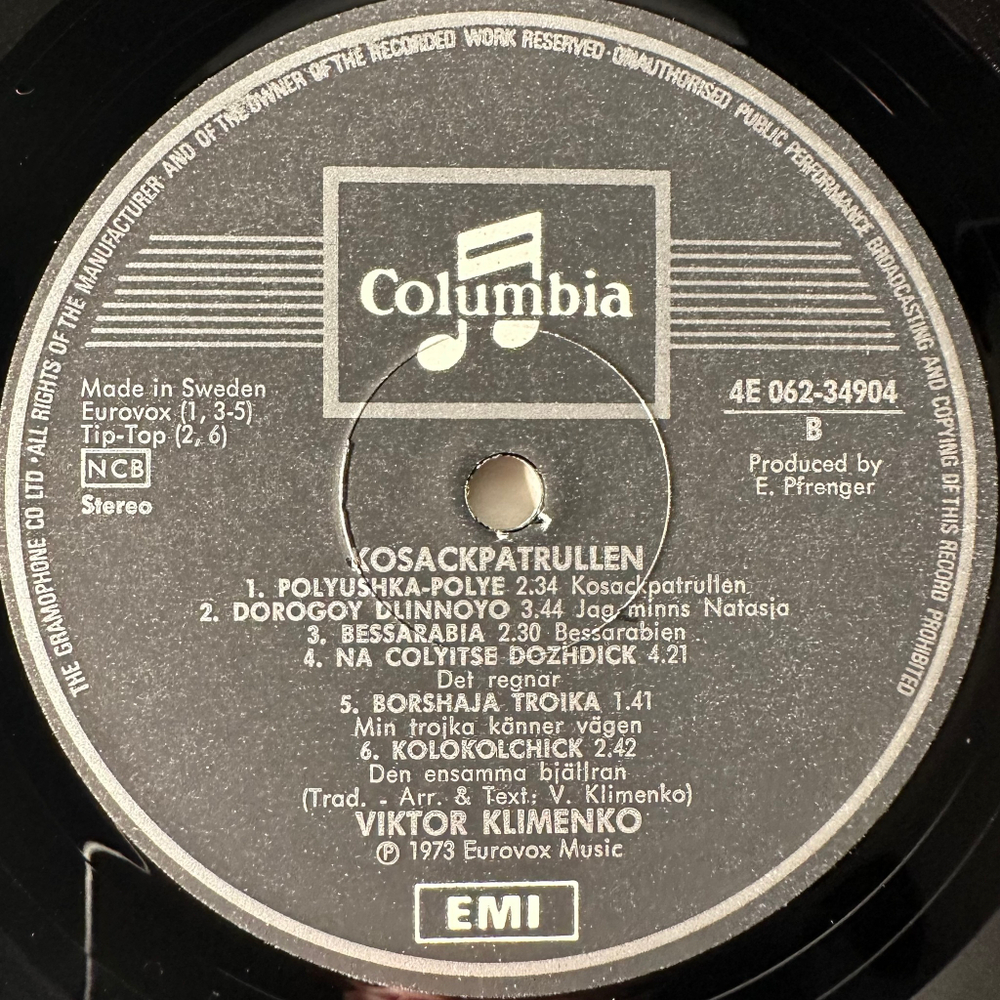 THE GRAMOPHONE CO LTD · ALL RIGHTS OF THE MANUFACTURER AND OF THE OWNER OF THE RECORDED WORK RESERVED · UNAUTHORISED PUBLIC PERFORMANCE BROADCASTING AND COPYING OF THIS RECORD PROHIBITED
Columbia
Made in Sweden
Eurovox (1, 3-5)
Tip-Top (2, 6)
NCB
Stereo
4E 062-34904
B
Produced by
E. Pfrenger
KOSACKPATRULLEN
1. POLYUSHKA-POLYE 2.34 Kosackpatrullen
2. DOROGOY DLINNOYO 3.44 Jag minns Natasja
3. BESSARABIA 2.30 Bessarabien
4. NA COLYITSE DOZHDICK 4.21
Det regnar
5. BORSHAJA TROIKA 1.41
Min trojka känner vägen
6. KOLOKOLCHICK 2.42
Den ensamma bjällran
(Trad. - Arr. & Text: V. Klimenko)
VIKTOR KLIMENKO
℗ 1973 Eurovox Music
EMI